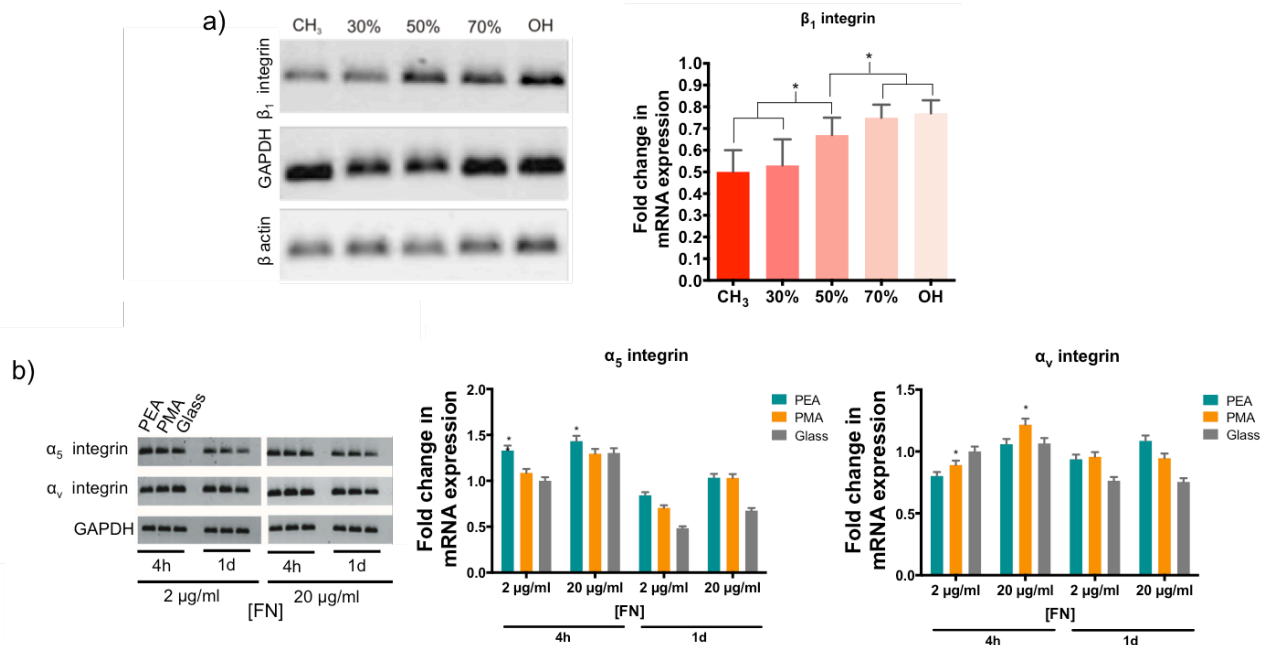 a)
CH₃ 30% 50% 70% OH
β₁ integrin
GAPDH
β actin
β₁ integrin
Fold change in
mRNA expression
1.0
0.9
0.8
0.7
0.6
0.5
0.4
0.3
0.2
0.1
0.0
*
*
CH₃ 30% 50% 70% OH
b)
PEA
PMA
Glass
α₅ integrin
αᵥ integrin
GAPDH
4h 1d 4h 1d
2 µg/ml 20 µg/ml
[FN]
α₅ integrin
Fold change in
mRNA expression
2.0
1.5
1.0
0.5
0.0
*
*
PEA
PMA
Glass
2 µg/ml 20 µg/ml 2 µg/ml 20 µg/ml
[FN]
4h 1d
αᵥ integrin
Fold change in
mRNA expression
1.5
1.0
0.5
0.0
*
*
PEA
PMA
Glass
2 µg/ml 20 µg/ml 2 µg/ml 20 µg/ml
[FN]
4h 1d